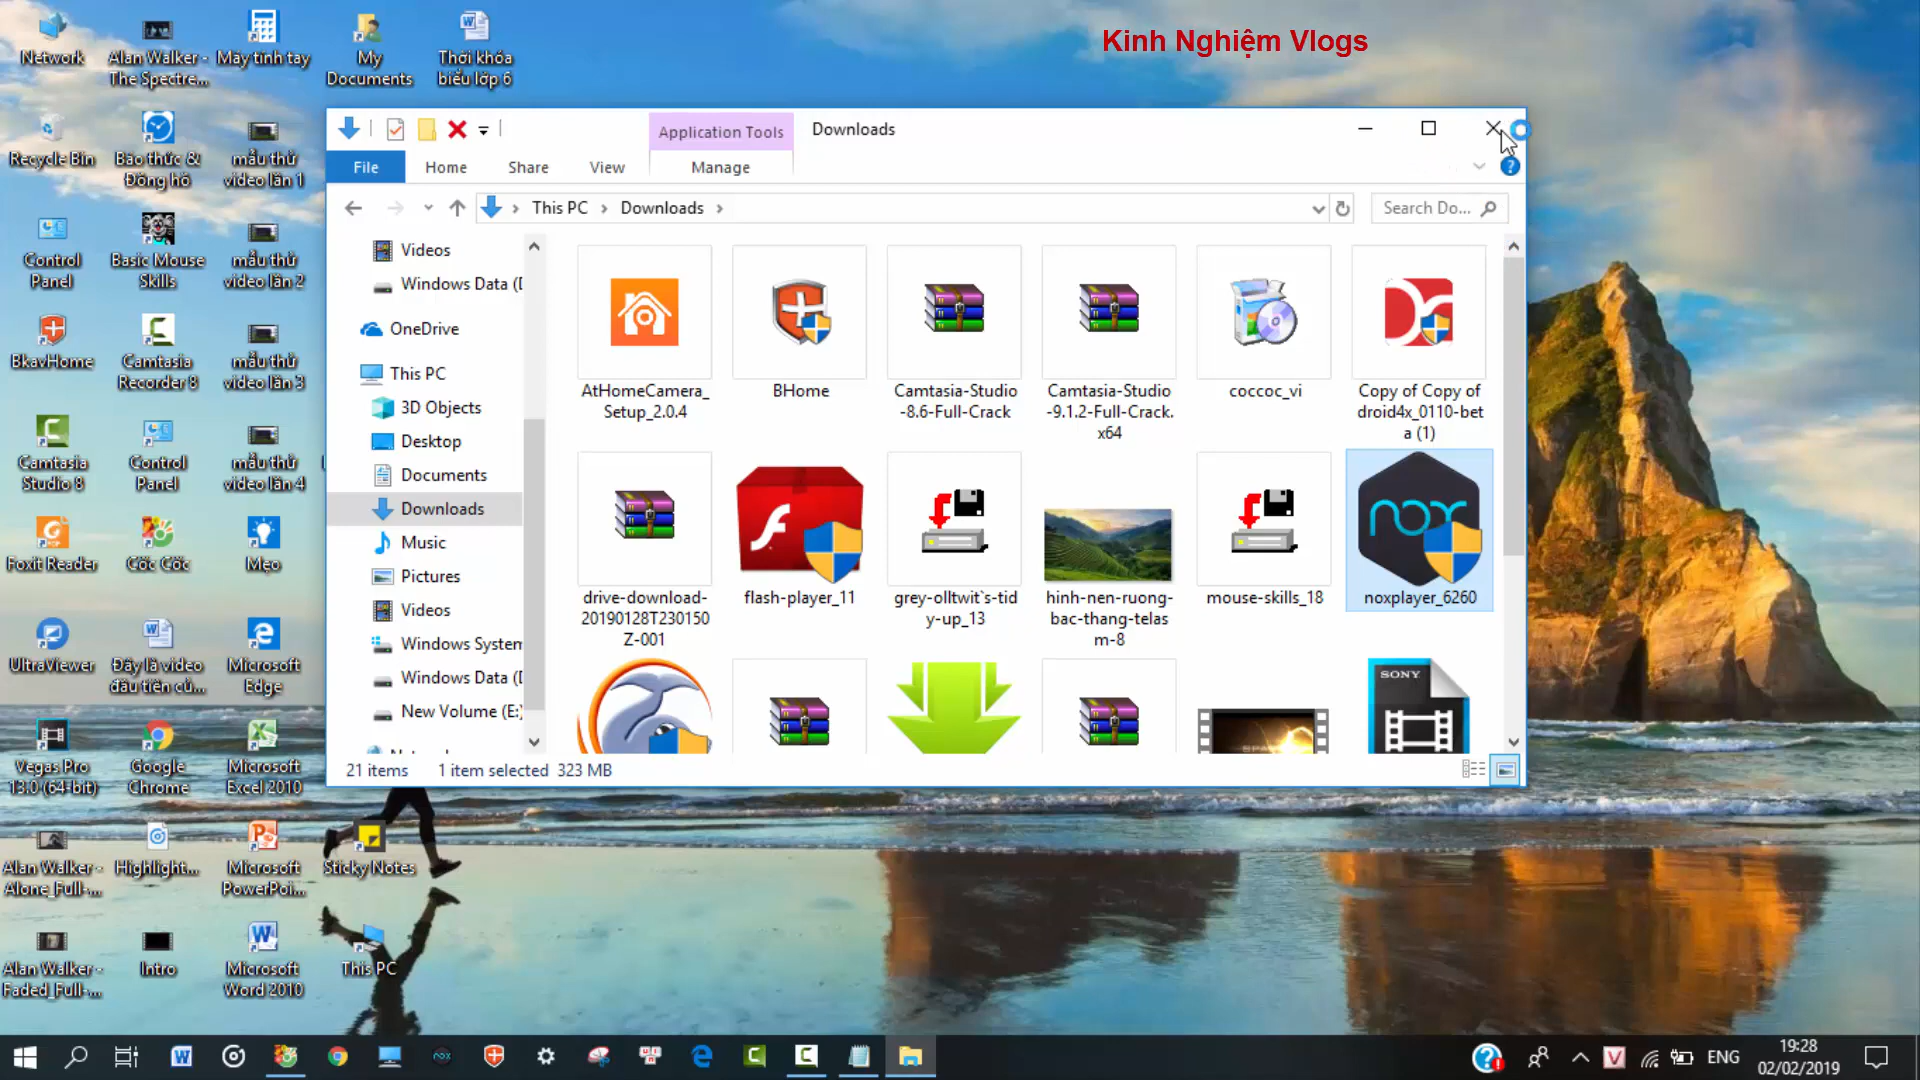 Kinh Nghiệm Vlogs
Network
Alan Walker -
The Spectre...
Máy tính tay
My
Documents
Thời khóa
biểu lớp 6
Recycle Bin
Báo thức &
Đồng hồ
mẫu thử
video lần 1
Control
Panel
Basic Mouse
Skills
mẫu thử
video lần 2
BkavHome
Camtasia
Recorder 8
mẫu thử
video lần 3
Camtasia
Studio 8
Control
Panel
mẫu thử
video lần 4
Foxit Reader
Cốc Cốc
Mẹo
UltraViewer
Đây là video
đầu tiên củ...
Microsoft
Edge
Vegas Pro
13.0 (64-bit)
Google
Chrome
Microsoft
Excel 2010
Alan Walker -
Alone_Full-...
Highlight...
Microsoft
PowerPoi...
Sticky Notes
Alan Walker -
Faded_Full-...
Intro
Microsoft
Word 2010
This PC
Application Tools
Downloads
File
Home
Share
View
Manage
This PC
Downloads
Search Do...
Videos
Windows Data (D
OneDrive
This PC
3D Objects
Desktop
Documents
Downloads
Music
Pictures
Videos
Windows System
Windows Data (D
New Volume (E:)
AtHomeCamera_
Setup_2.0.4
BHome
Camtasia-Studio
-8.6-Full-Crack
Camtasia-Studio
-9.1.2-Full-Crack.
x64
coccoc_vi
Copy of Copy of
droid4x_0110-bet
a (1)
drive-download-
20190128T230150
Z-001
flash-player_11
grey-olltwit`s-tid
y-up_13
hinh-nen-ruong-
bac-thang-telas
m-8
mouse-skills_18
nox
noxplayer_6260
SONY
21 items
1 item selected
323 MB
ENG
19:28
02/02/2019